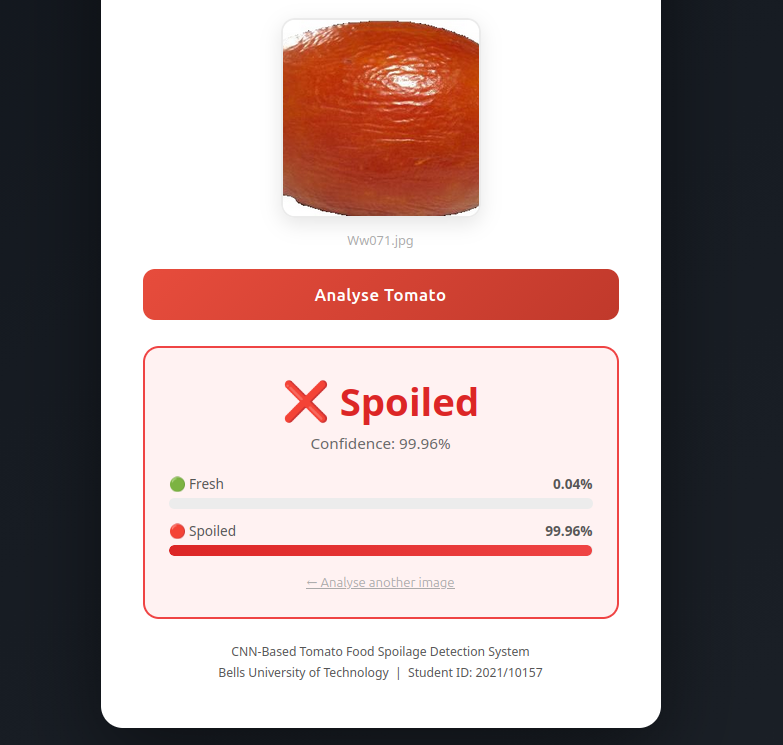 Ww071.jpg
Analyse Tomato
❌ Spoiled
Confidence: 99.96%
🟢 Fresh 0.04%
🔴 Spoiled 99.96%
← Analyse another image
CNN-Based Tomato Food Spoilage Detection System
Bells University of Technology | Student ID: 2021/10157